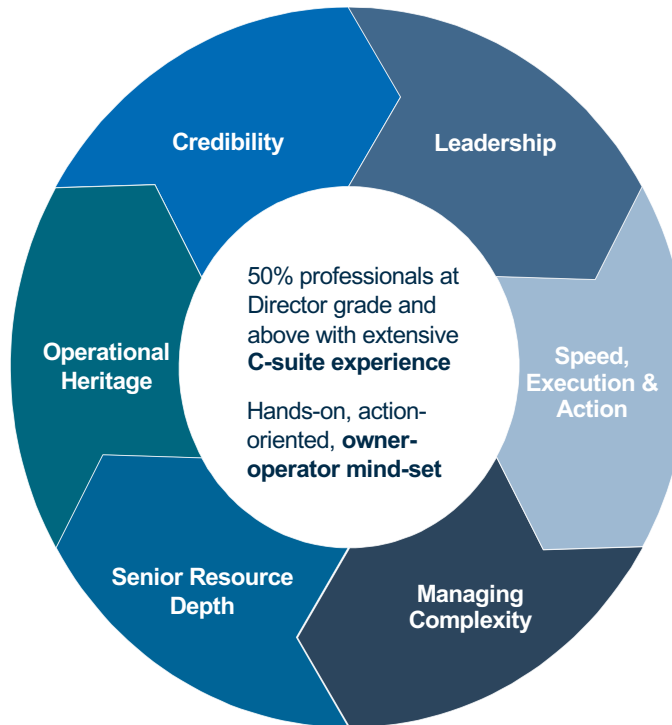 Credibility
Leadership
50% professionals at
Director grade and
above with extensive
C-suite experience
Hands-on, action-
oriented, owner-
operator mind-set
Operational
Heritage
Speed,
Execution &
Action
Senior Resource
Depth
Managing
Complexity